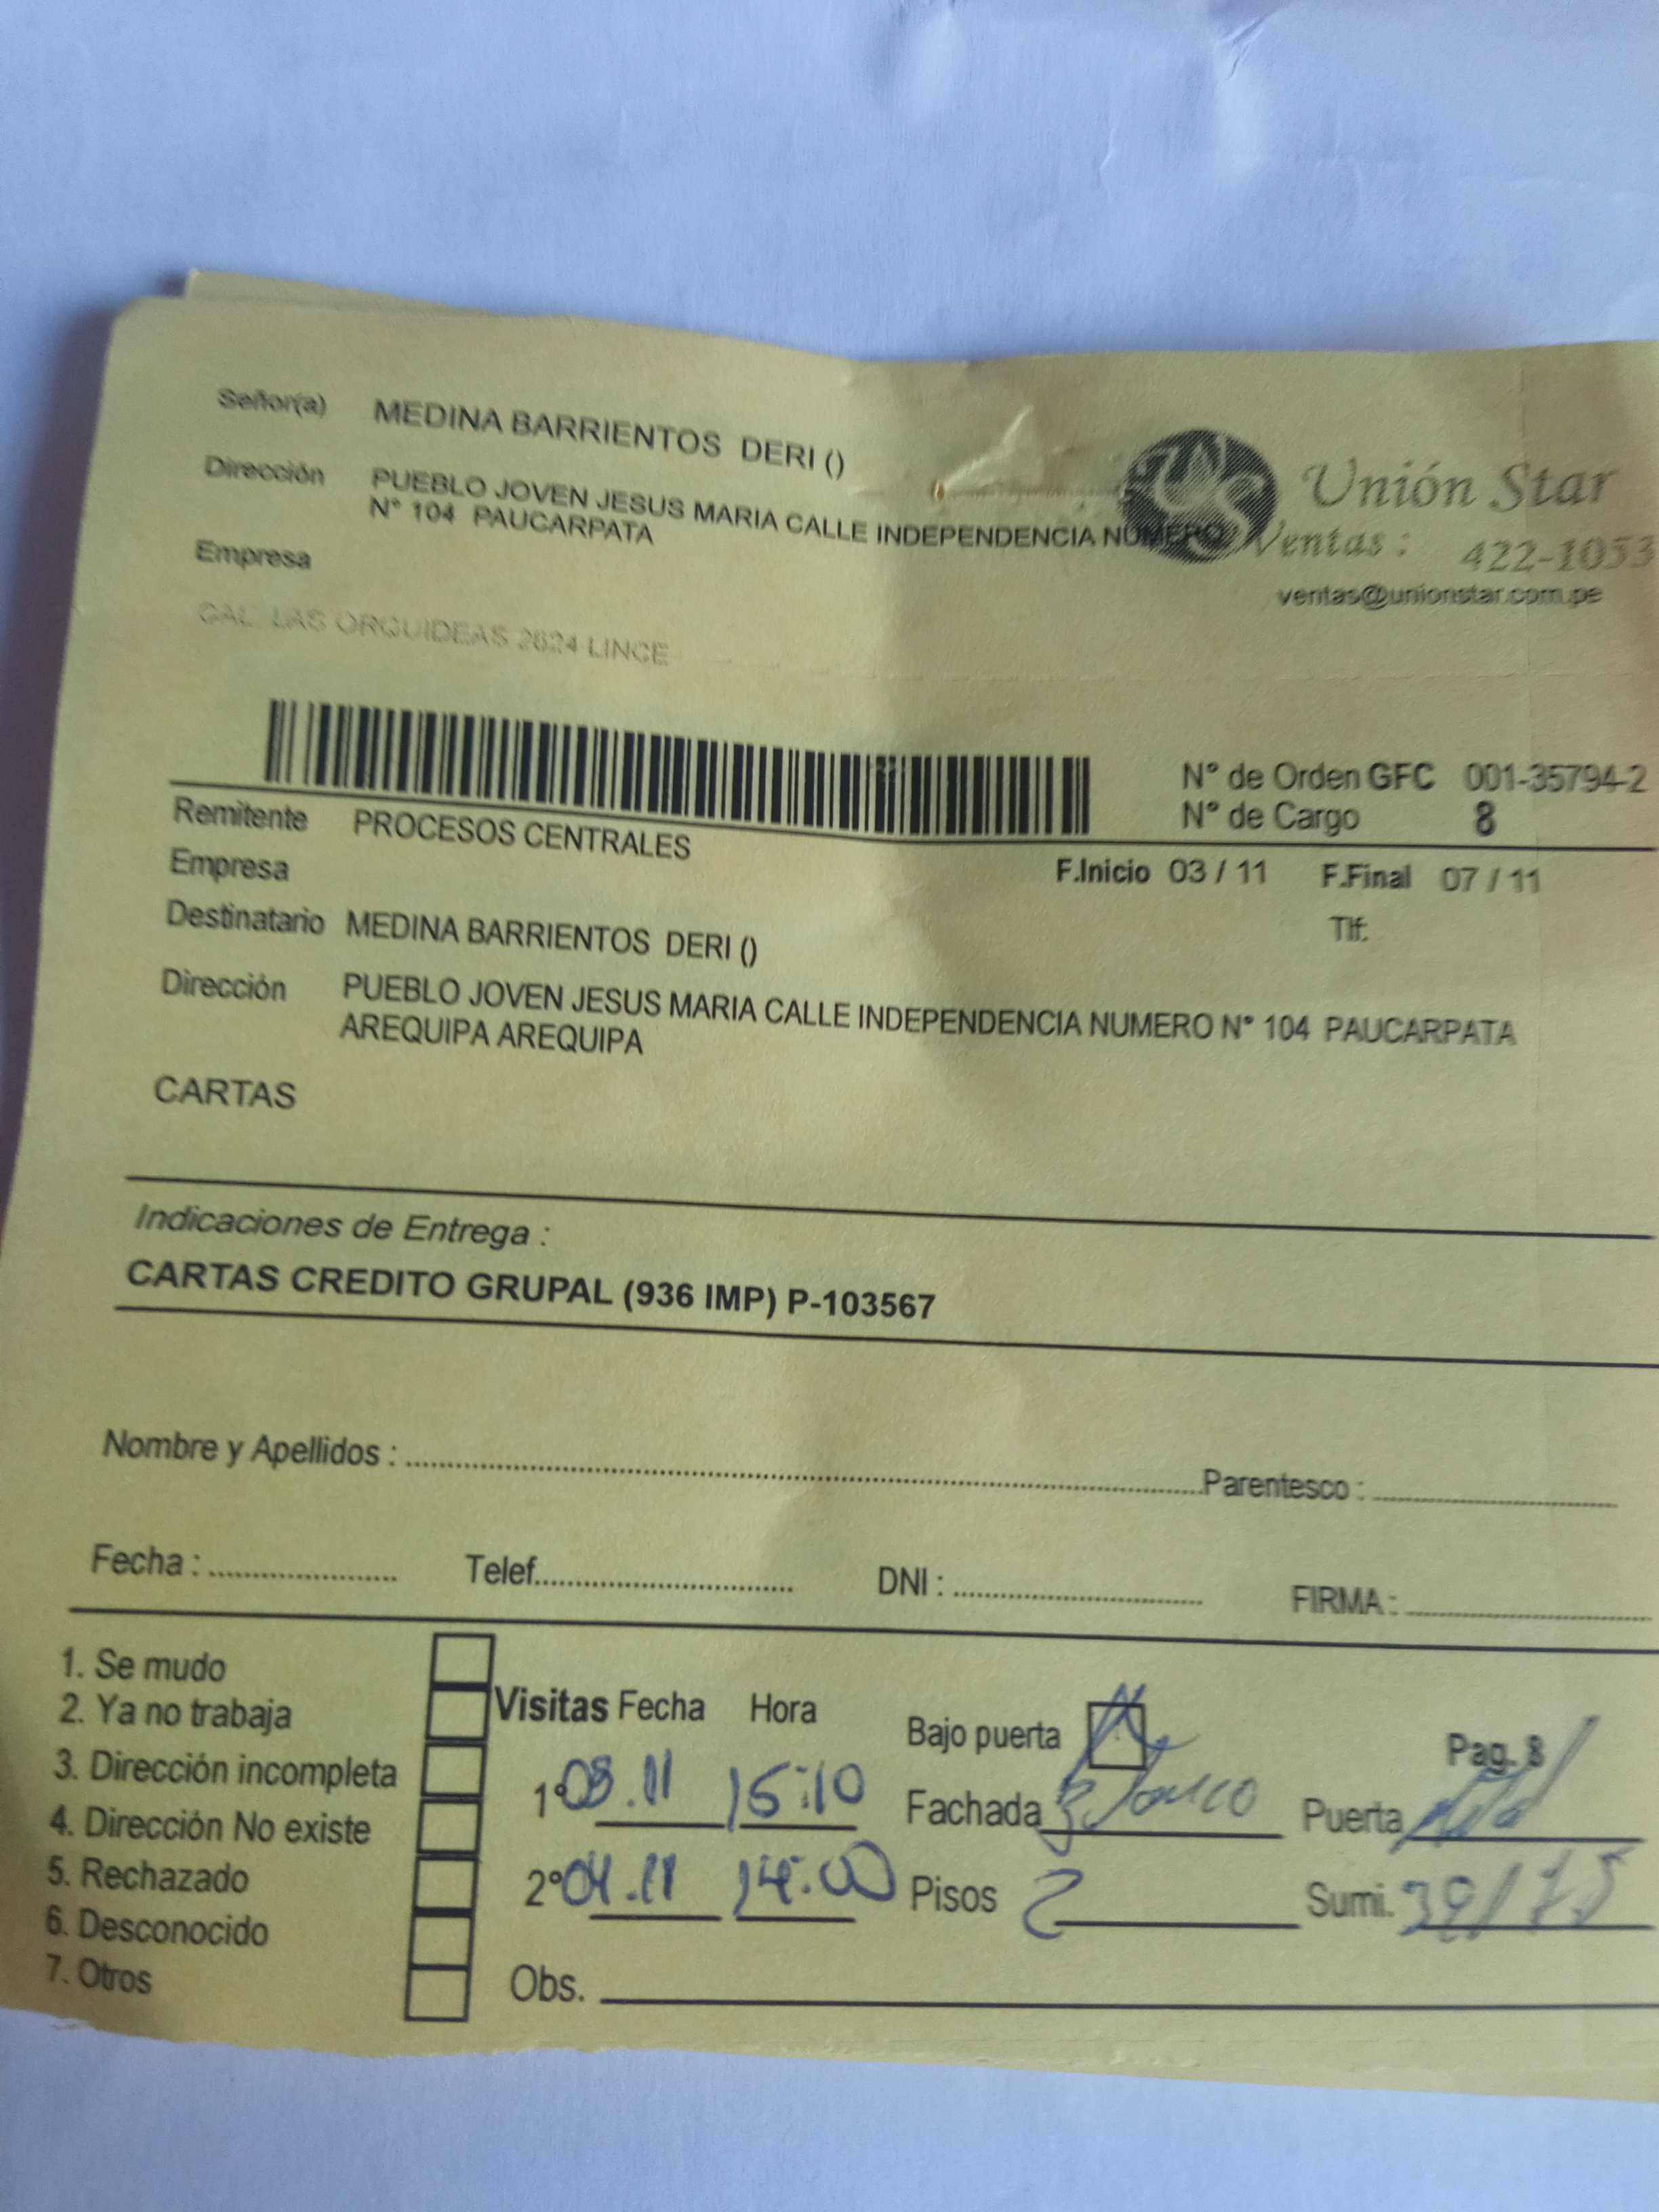 Señor(a) MEDINA BARRIENTOS DERI ()
Dirección PUEBLO JOVEN JESUS MARIA CALLE INDEPENDENCIA NUMERO
N° 104 PAUCARPATA
Empresa
CAL. LAS ORQUIDEAS 2624 LINCE
Unión Star
Ventas : 422-1053
ventas@unionstar.com.pe
N° de Orden GFC 001-35794-2
N° de Cargo 8
Remitente PROCESOS CENTRALES
Empresa
F.Inicio 03 / 11 F.Final 07 / 11
Destinatario MEDINA BARRIENTOS DERI ()
Tlf:
Dirección PUEBLO JOVEN JESUS MARIA CALLE INDEPENDENCIA NUMERO N° 104 PAUCARPATA
AREQUIPA AREQUIPA
CARTAS
Indicaciones de Entrega :
CARTAS CREDITO GRUPAL (936 IMP) P-103567
Nombre y Apellidos : Parentesco :
Fecha : Telef. DNI : FIRMA :
1. Se mudo
2. Ya no trabaja
3. Dirección incompleta
4. Dirección No existe
5. Rechazado
6. Desconocido
7. Otros
Visitas Fecha Hora
1° 03.11 15:10
2° 04.11 14:00
Obs.
Bajo puerta
Pag. 8
Fachada Blanco Puerta
Pisos 2 Sumi.